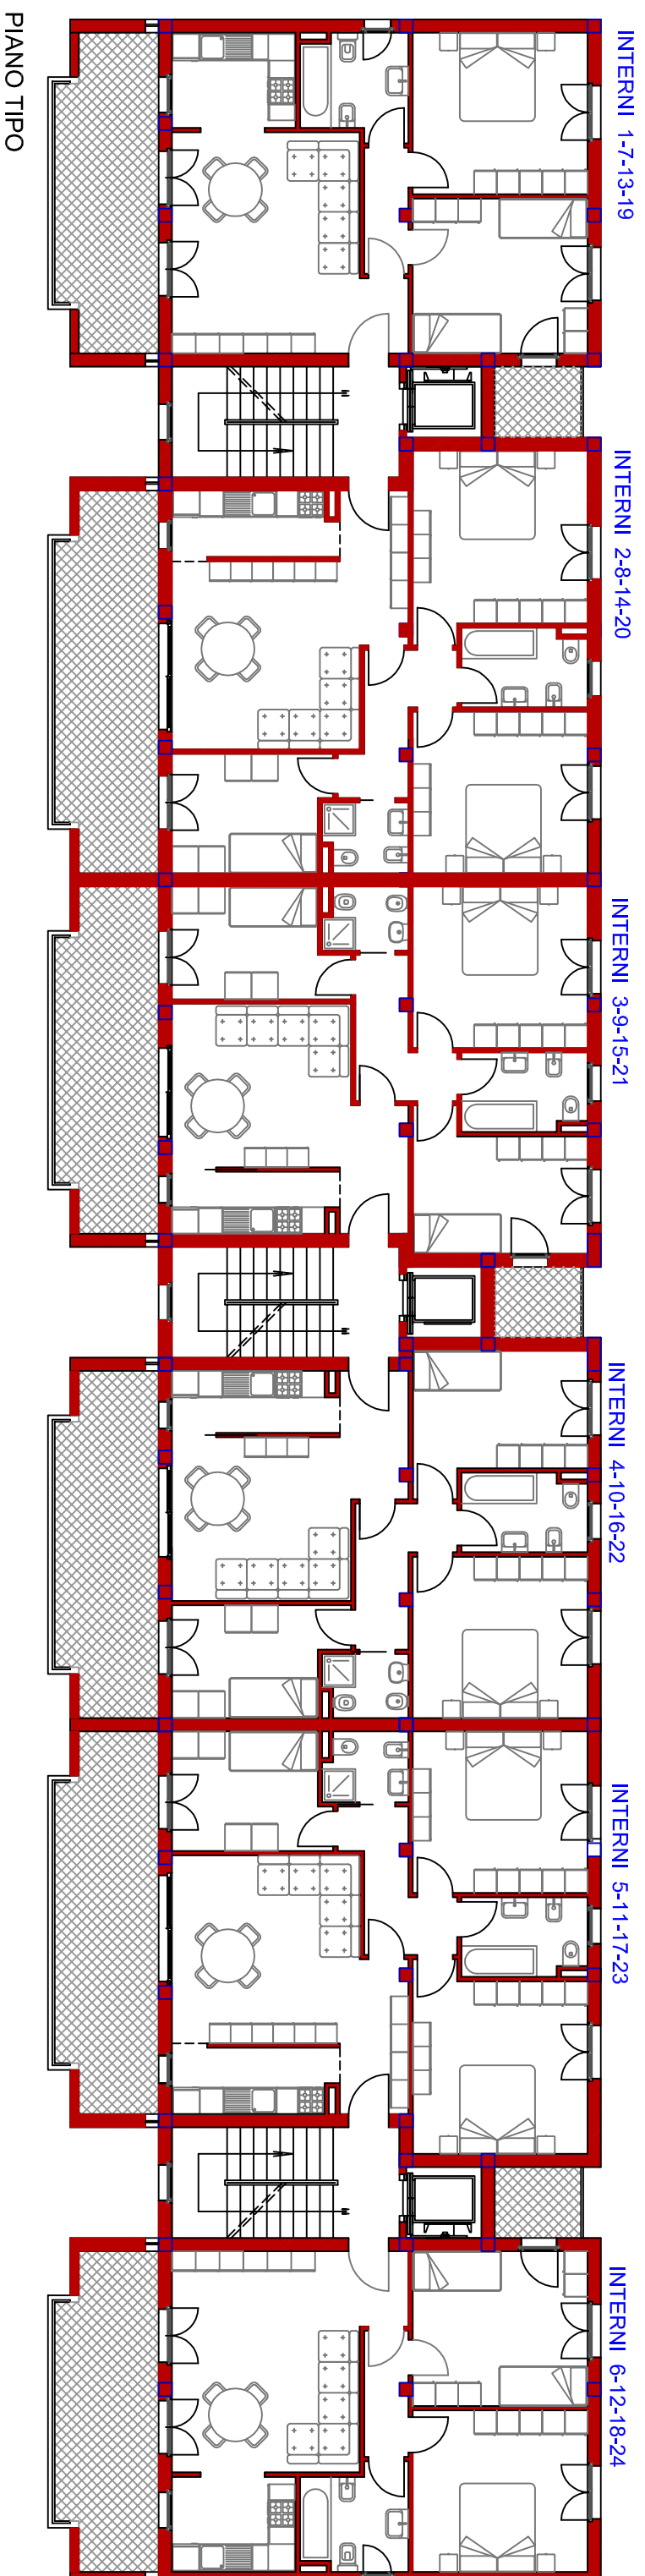 PIANO TIPO
INTERNI 1-7-13-19
INTERNI 2-8-14-20
INTERNI 3-9-15-21
INTERNI 4-10-16-22
INTERNI 5-11-17-23
INTERNI 6-12-18-24